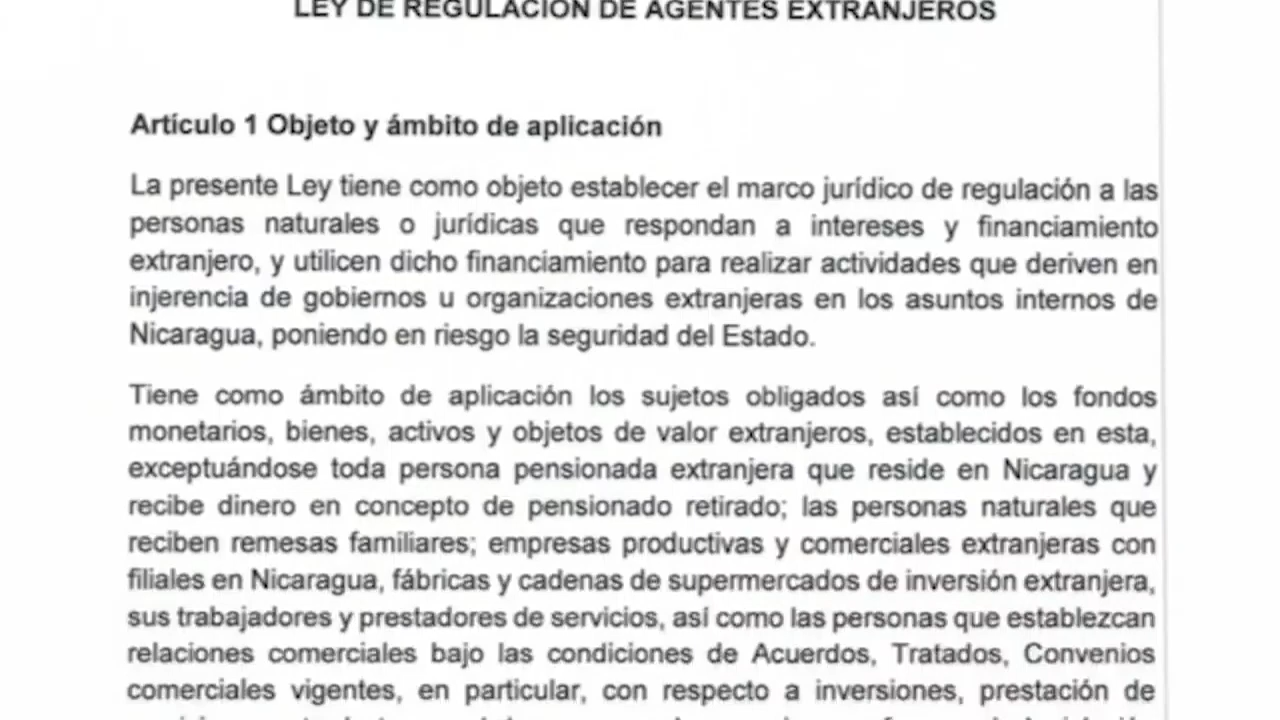 LEY DE REGULACIÓN DE AGENTES EXTRANJEROS
Artículo 1 Objeto y ámbito de aplicación
La presente Ley tiene como objeto establecer el marco jurídico de regulación a las
personas naturales o jurídicas que respondan a intereses y financiamiento
extranjero, y utilicen dicho financiamiento para realizar actividades que deriven en
injerencia de gobiernos u organizaciones extranjeras en los asuntos internos de
Nicaragua, poniendo en riesgo la seguridad del Estado.
Tiene como ámbito de aplicación los sujetos obligados así como los fondos
monetarios, bienes, activos y objetos de valor extranjeros, establecidos en esta,
exceptuándose toda persona pensionada extranjera que reside en Nicaragua y
recibe dinero en concepto de pensionado retirado; las personas naturales que
reciben remesas familiares; empresas productivas y comerciales extranjeras con
filiales en Nicaragua, fábricas y cadenas de supermercados de inversión extranjera,
sus trabajadores y prestadores de servicios, así como las personas que establezcan
relaciones comerciales bajo las condiciones de Acuerdos, Tratados, Convenios
comerciales vigentes, en particular, con respecto a inversiones, prestación de